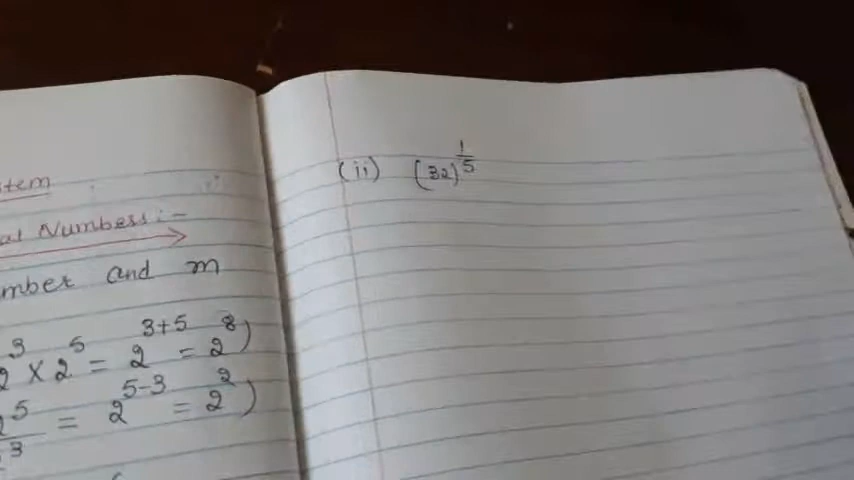 stem
al Numbers :-
mber and m
2³ × 2⁵ = 2³⁺⁵ = 2⁸)
2⁵/2³ = 2⁵⁻³ = 2²)
(ii) (32)^(1/5)